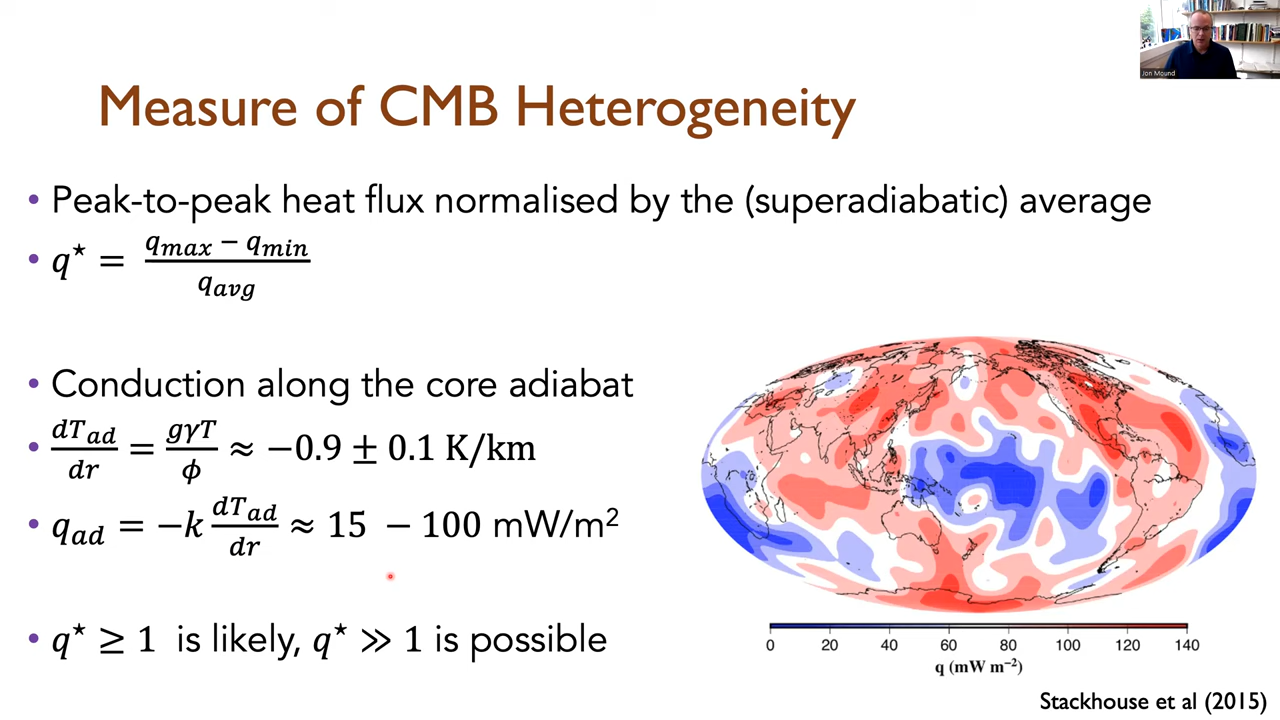 Jon Mound
Measure of CMB Heterogeneity
• Peak-to-peak heat flux normalised by the (superadiabatic) average
• q⋆ = (q_max − q_min) / q_avg
• Conduction along the core adiabat
• dT_ad/dr = gγT/ϕ ≈ −0.9 ± 0.1 K/km
• q_ad = −k dT_ad/dr ≈ 15 − 100 mW/m²
• q⋆ ≥ 1 is likely, q⋆ ≫ 1 is possible
0 20 40 60 80 100 120 140
q (mW m⁻²)
Stackhouse et al (2015)